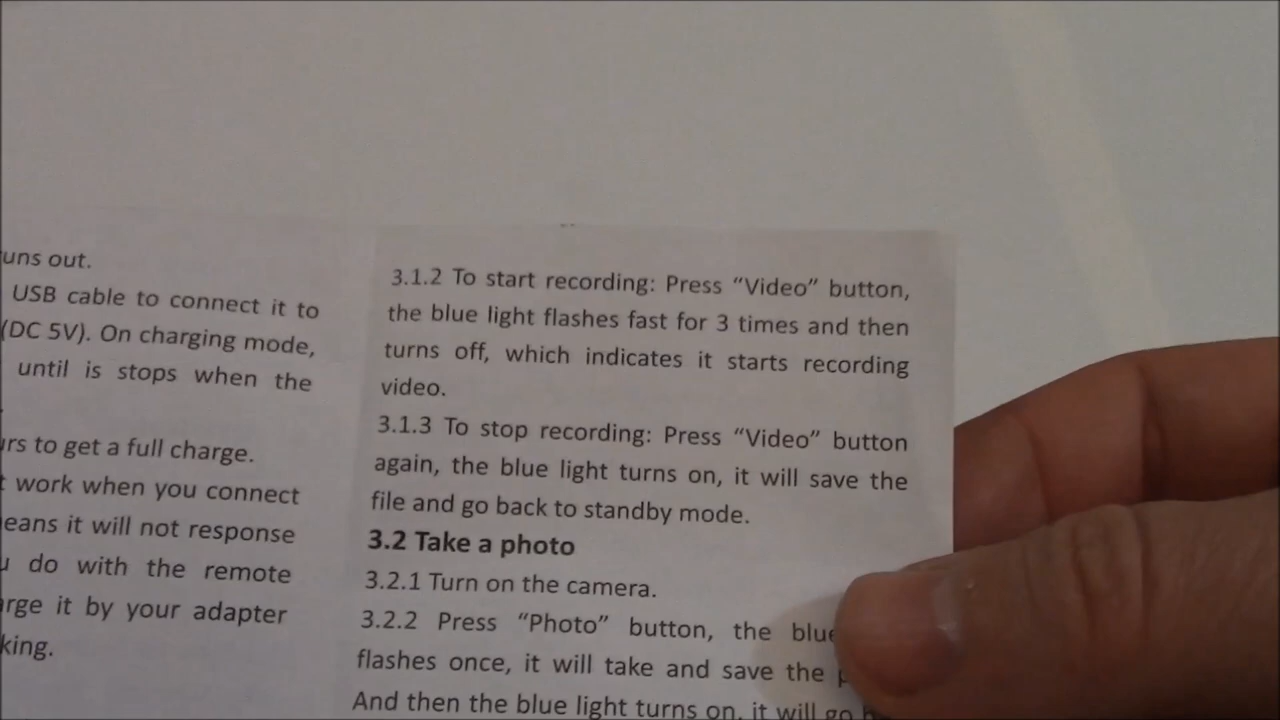 uns out.
USB cable to connect it to
(DC 5V). On charging mode,
until is stops when the
to get a full charge.
work when you connect
it will not response
do with the remote
it by your adapter
3.1.2 To start recording: Press “Video” button,
the blue light flashes fast for 3 times and then
turns off, which indicates it starts recording
video.
3.1.3 To stop recording: Press “Video” button
again, the blue light turns on, it will save the
file and go back to standby mode.
3.2 Take a photo
3.2.1 Turn on the camera.
3.2.2 Press “Photo” button, the blue
flashes once, it will take and save the
And then the blue light turns on, it will go